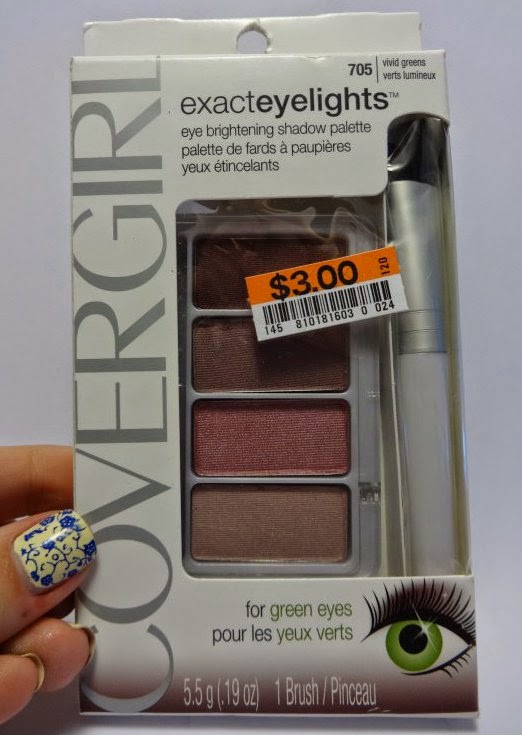 COVERGIRL
705
vivid greens
verts lumineux
exacteyelights™
eye brightening shadow palette
palette de fards à paupières
yeux étincelants
$3.00
120
145 810181603 0 024
for green eyes
pour les yeux verts
5.5 g (.19 oz) 1 Brush / Pinceau